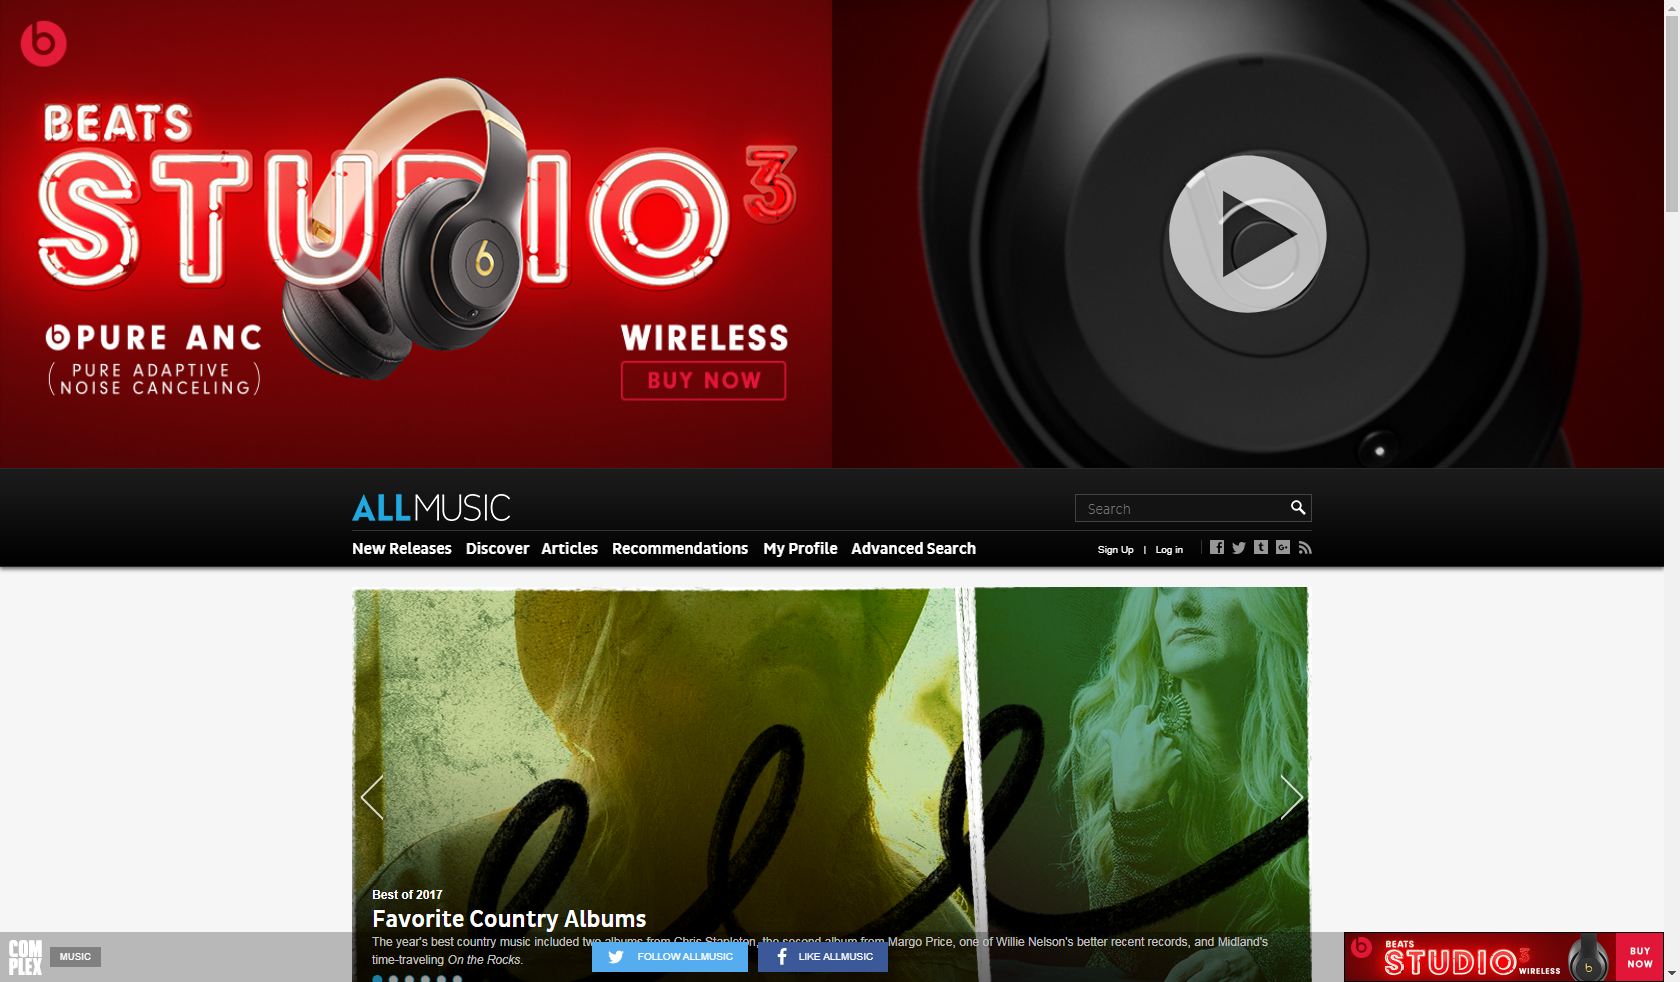 BEATS
STUDIO3
b PURE ANC
(PURE ADAPTIVE
NOISE CANCELING)
WIRELESS
BUY NOW
ALLMUSIC
Search
New Releases Discover Articles Recommendations My Profile Advanced Search
Sign Up | Log in
Best of 2017
Favorite Country Albums
The year's best country music included two albums from Chris Stapleton, the second album from Margo Price, one of Willie Nelson's better recent records, and Midland's
time-traveling On the Rocks.
COMPLEX
MUSIC
FOLLOW ALLMUSIC
LIKE ALLMUSIC
BEATS
STUDIO3
WIRELESS
BUY
NOW